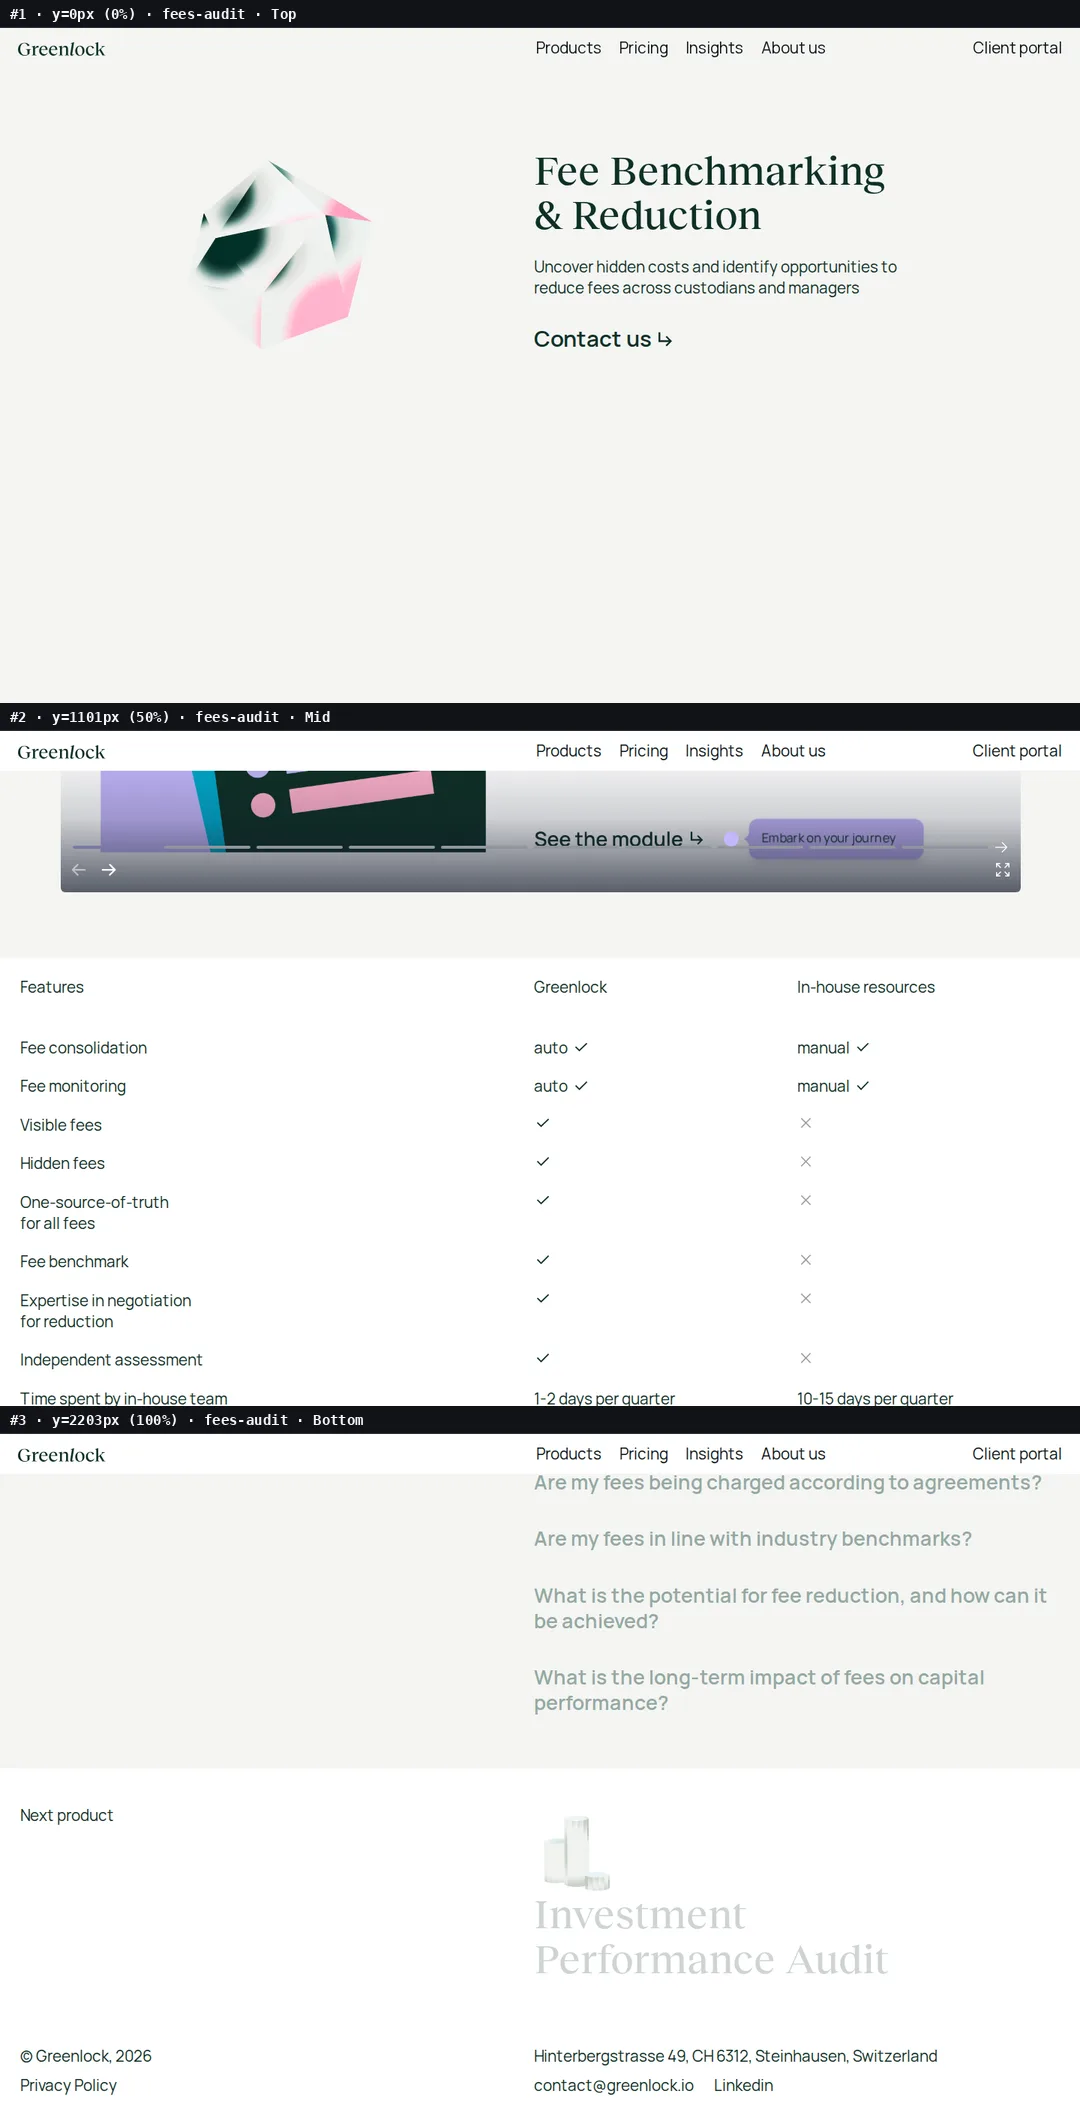 #1 · y=0px (0%) · fees-audit · Top
Greenlock
Products Pricing Insights About us Client portal
Fee Benchmarking
& Reduction
Uncover hidden costs and identify opportunities to
reduce fees across custodians and managers
Contact us ↳
#2 · y=1101px (50%) · fees-audit · Mid
Greenlock
Products Pricing Insights About us Client portal
See the module ↳
Embark on your journey
Features Greenlock In-house resources
Fee consolidation auto ✓ manual ✓
Fee monitoring auto ✓ manual ✓
Visible fees ✓ ×
Hidden fees ✓ ×
One-source-of-truth ✓ ×
for all fees
Fee benchmark ✓ ×
Expertise in negotiation ✓ ×
for reduction
Independent assessment ✓ ×
Time spent by in-house team 1-2 days per quarter 10-15 days per quarter
#3 · y=2203px (100%) · fees-audit · Bottom
Greenlock
Products Pricing Insights About us Client portal
Are my fees being charged according to agreements?
Are my fees in line with industry benchmarks?
What is the potential for fee reduction, and how can it
be achieved?
What is the long-term impact of fees on capital
performance?
Next product
Investment
Performance Audit
© Greenlock, 2026
Hinterbergstrasse 49, CH 6312, Steinhausen, Switzerland
Privacy Policy
contact@greenlock.io Linkedin